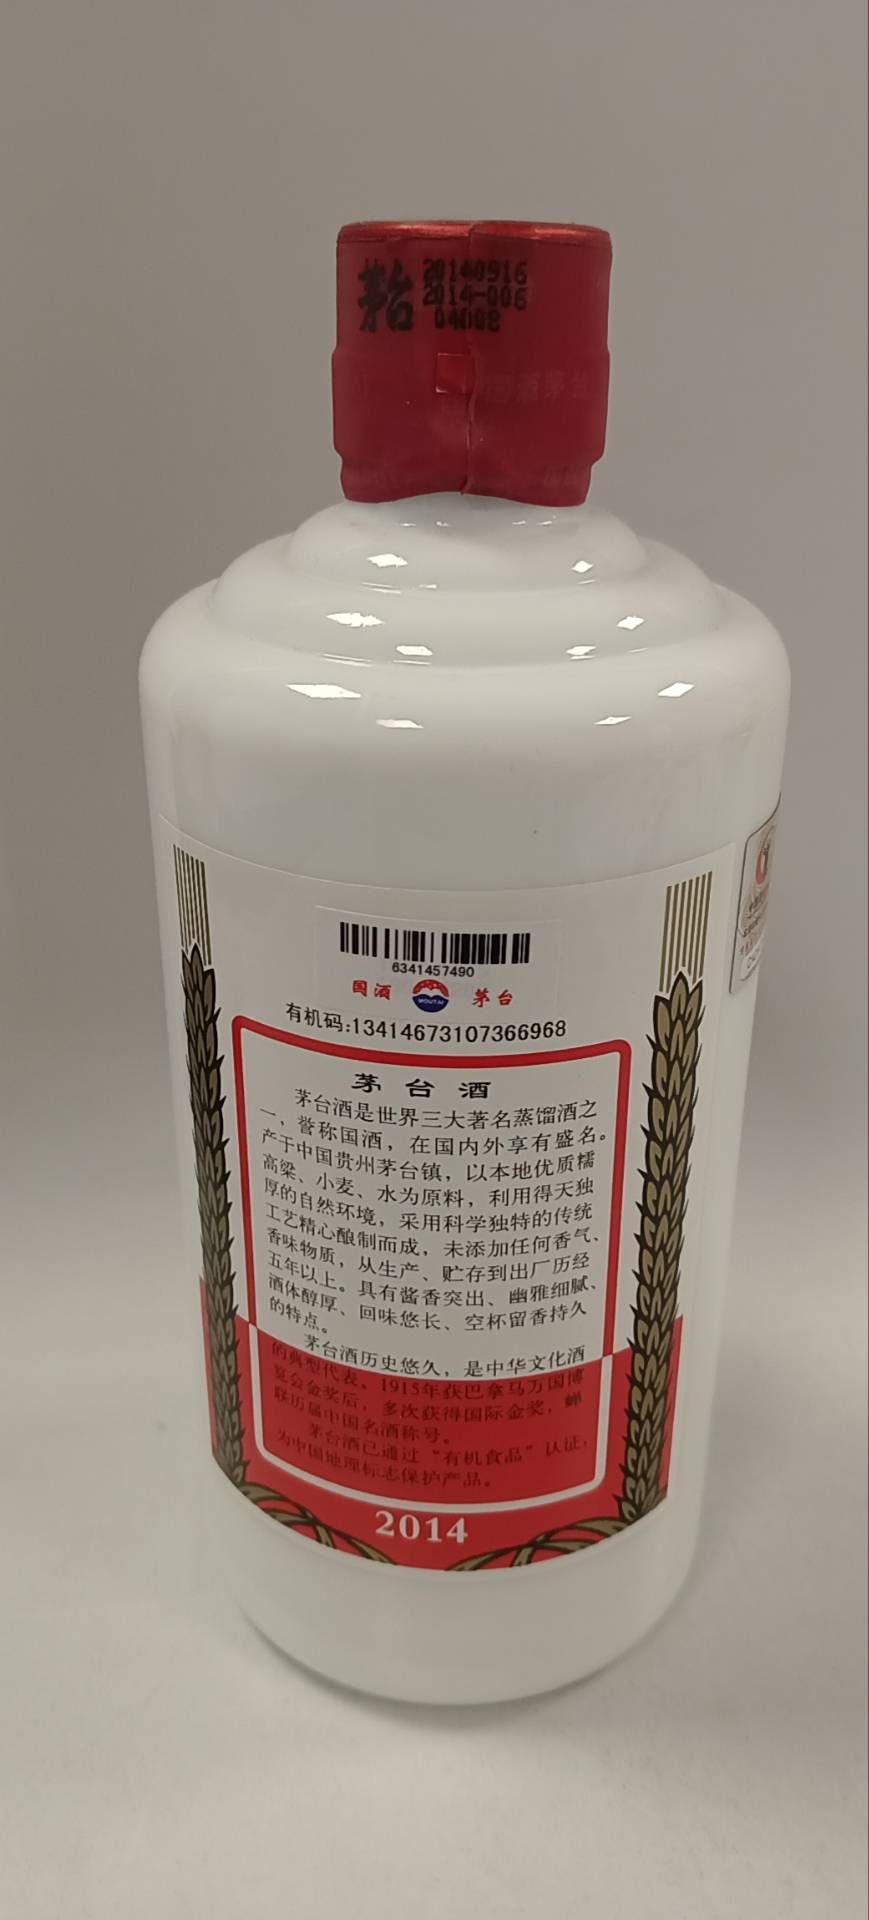 茅台
20140916
2014-006
04008
国酒茅台
6341457490
国酒 MOUTAI 茅台
有机码:13414673107366968
茅台酒
茅台酒是世界三大著名蒸馏酒之
一，誉称国酒，在国内外享有盛名。
产于中国贵州茅台镇，以本地优质糯
高粱、小麦、水为原料，利用得天独
厚的自然环境，采用科学独特的传统
工艺精心酿制而成，未添加任何香气、
香味物质，从生产、贮存到出厂历经
五年以上。具有酱香突出、幽雅细腻、
酒体醇厚、回味悠长、空杯留香持久
的特点。
茅台酒历史悠久，是中华文化酒
的典型代表。1915年获巴拿马万国博
览会金奖后，多次获得国际金奖，蝉
联历届中国名酒称号。
茅台酒已通过“有机食品”认证，
为中国地理标志保护产品。
2014